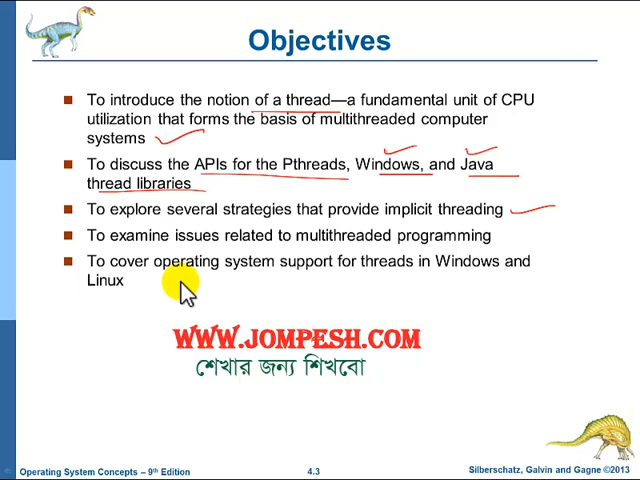 Objectives
To introduce the notion of a thread—a fundamental unit of CPU
utilization that forms the basis of multithreaded computer
systems
To discuss the APIs for the Pthreads, Windows, and Java
thread libraries
To explore several strategies that provide implicit threading
To examine issues related to multithreaded programming
To cover operating system support for threads in Windows and
Linux
WWW.JOMPESH.COM
শেখার জন্য শিখবো
Operating System Concepts – 9th Edition
4.3
Silberschatz, Galvin and Gagne ©2013